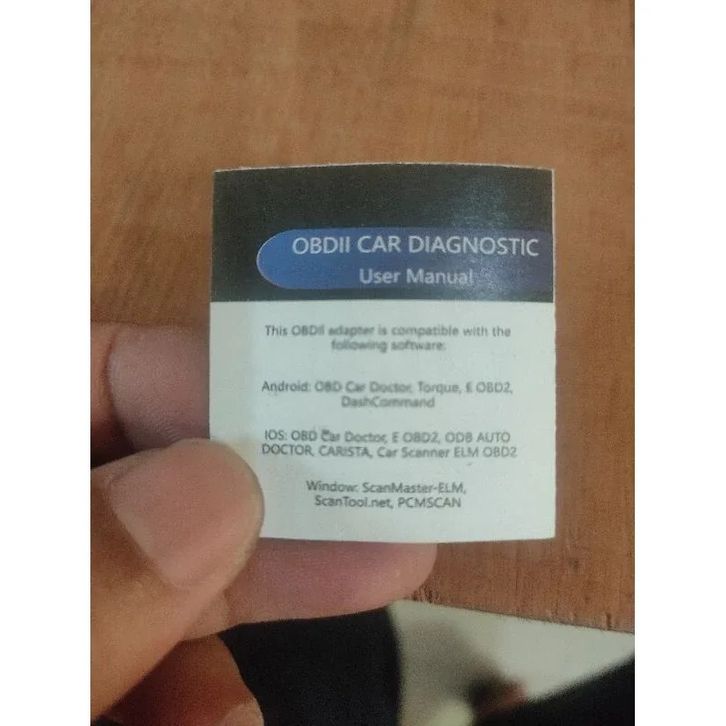 OBDII CAR DIAGNOSTIC
User Manual
This OBDII adapter is compatible with the
following software:
Android: OBD Car Doctor, Torque, E OBD2,
DashCommand
IOS: OBD Car Doctor, E OBD2, ODB AUTO
DOCTOR, CARISTA, Car Scanner ELM OBD2
Window: ScanMaster-ELM,
ScanTool.net, PCMSCAN